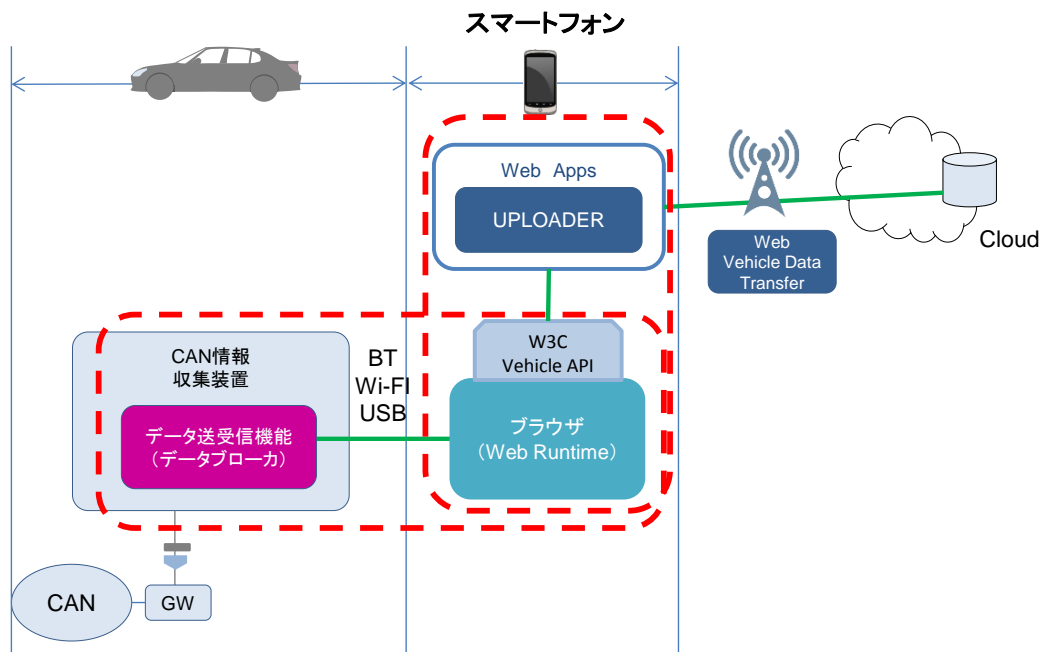 スマートフォン
Web Apps
UPLOADER
Web
Vehicle Data
Transfer
Cloud
W3C
Vehicle API
CAN情報
収集装置
BT
Wi-FI
USB
データ送受信機能
（データブローカ）
ブラウザ
（Web Runtime）
CAN
GW